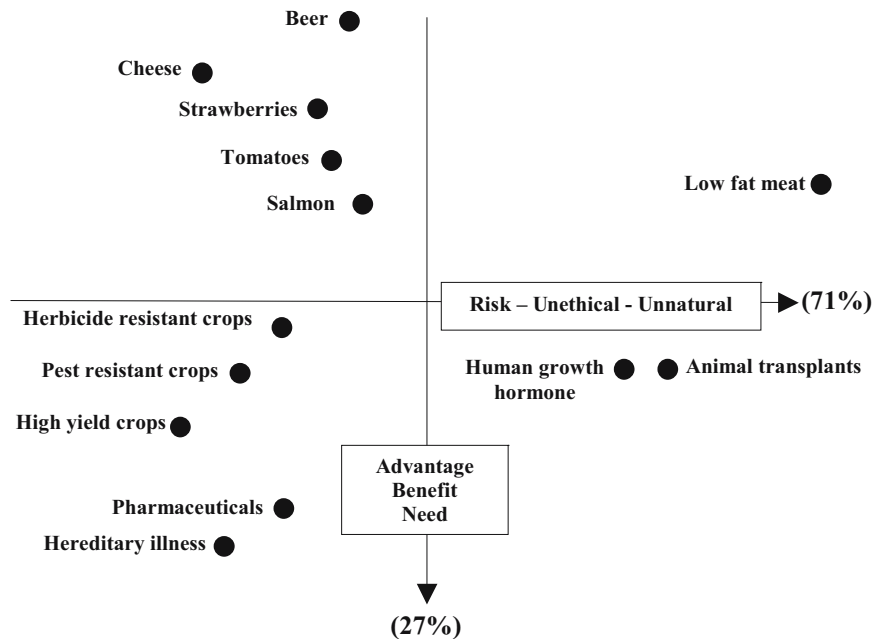 Beer
Cheese
Strawberries
Tomatoes
Salmon
Low fat meat
Risk – Unethical - Unnatural
(71%)
Herbicide resistant crops
Pest resistant crops
Human growth
hormone
Animal transplants
High yield crops
Advantage
Benefit
Need
Pharmaceuticals
Hereditary illness
(27%)